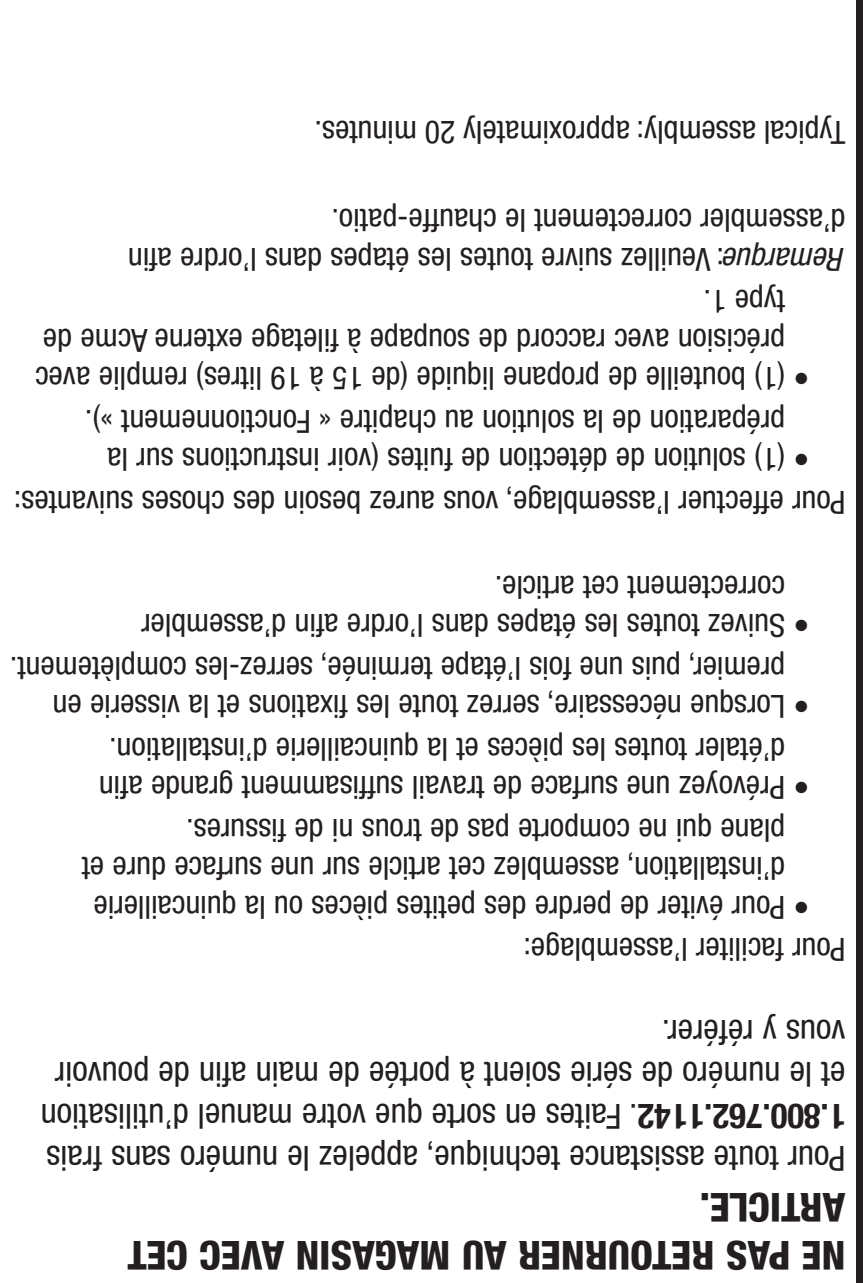 NE PAS RETOURNER AU MAGASIN AVEC CET
ARTICLE.
Pour toute assistance technique, appelez le numéro sans frais
1.800.762.1142. Faites en sorte que votre manuel d'utilisation
et le numéro de série soient à portée de main afin de pouvoir
vous y référer.
Pour faciliter l'assemblage:
• Pour éviter de perdre des petites pièces ou la quincaillerie
d'installation, assemblez cet article sur une surface dure et
plane qui ne comporte pas de trous ni de fissures.
• Prévoyez une surface de travail suffisamment grande afin
d'étaler toutes les pièces et la quincaillerie d'installation.
• Lorsque nécessaire, serrez toute les fixations et la visserie en
premier, puis une fois l'étape terminée, serrez-les complètement.
• Suivez toutes les étapes dans l'ordre afin d'assembler
correctement cet article.
Pour effectuer l'assemblage, vous aurez besoin des choses suivantes:
• (1) solution de détection de fuites (voir instructions sur la
préparation de la solution au chapitre « Fonctionnement »).
• (1) bouteille de propane liquide (de 15 à 19 litres) remplie avec
précision avec raccord de soupape à filetage externe Acme de
type 1.
Remarque: Veuillez suivre toutes les étapes dans l'ordre afin
d'assembler correctement le chauffe-patio.
Typical assembly: approximately 20 minutes.